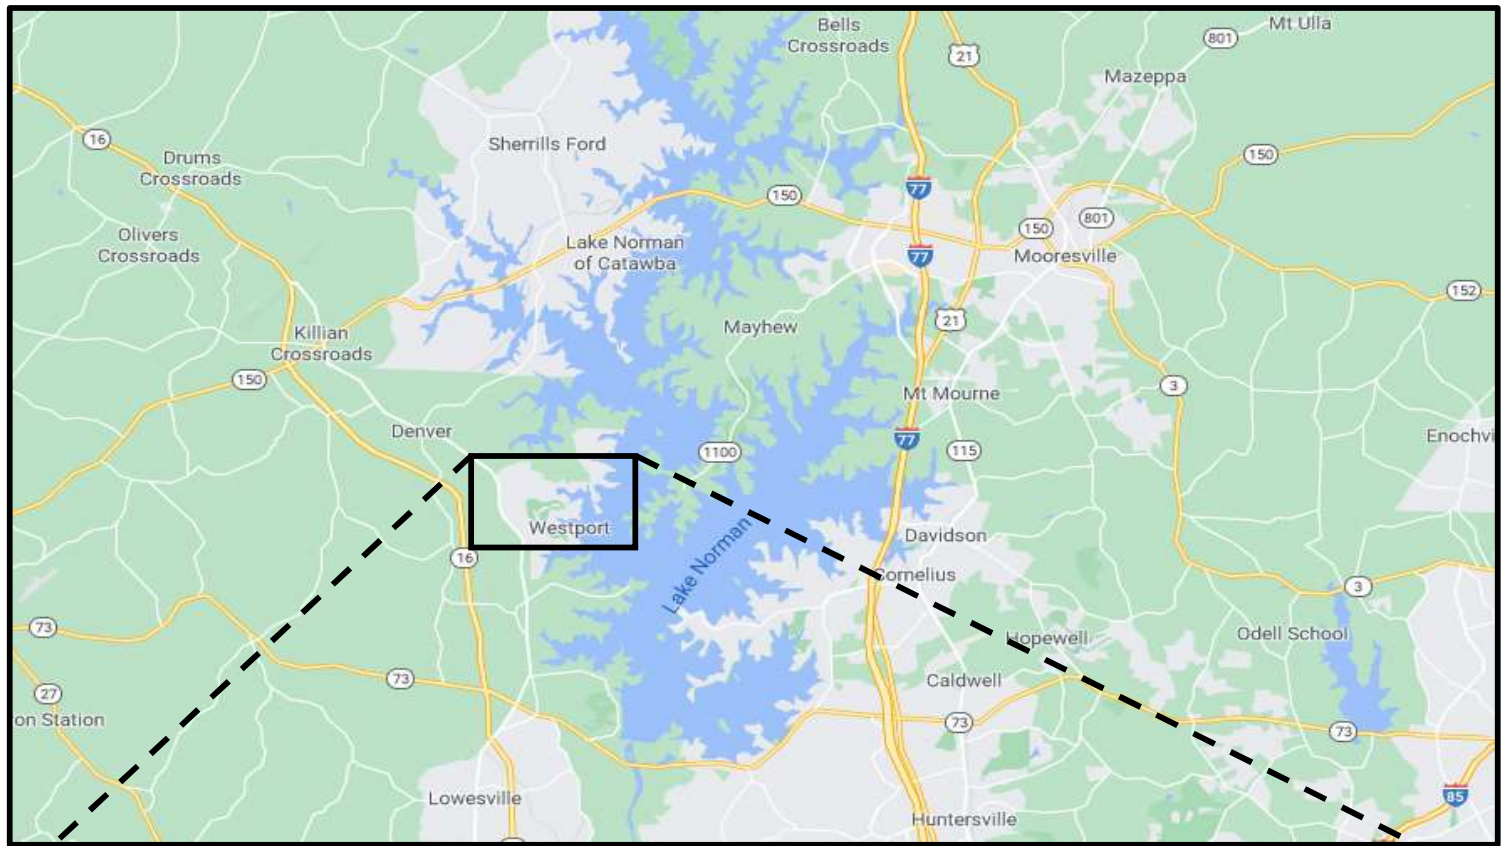 Bells
Crossroads
21
801
Mt Ulla
Mazeppa
16
Sherrills Ford
Drums
Crossroads
150
77
150
801
150
Olivers
Crossroads
Lake Norman
of Catawba
77
Mooresville
152
21
Killian
Crossroads
Mayhew
150
3
Mt Mourne
Denver
77
1100
115
Enochvi
Westport
Davidson
16
Lake Norman
Cornelius
3
73
Hopewell
Odell School
73
27
Caldwell
on Station
73
73
85
Lowesville
Huntersville